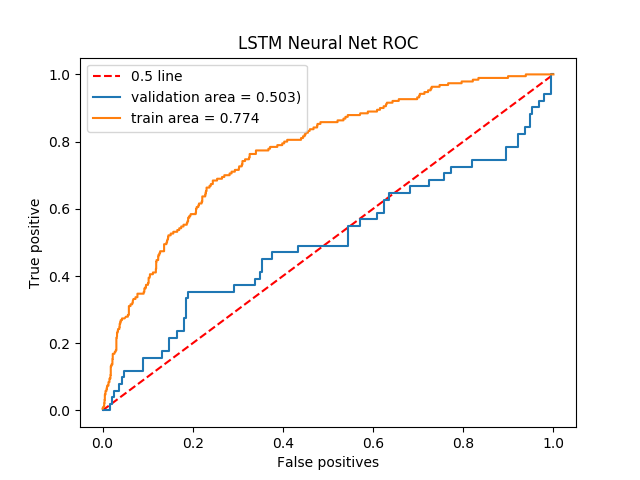 LSTM Neural Net ROC
0.5 line
validation area = 0.503)
train area = 0.774
True positive
1.0
0.8
0.6
0.4
0.2
0.0
0.0 0.2 0.4 0.6 0.8 1.0
False positives